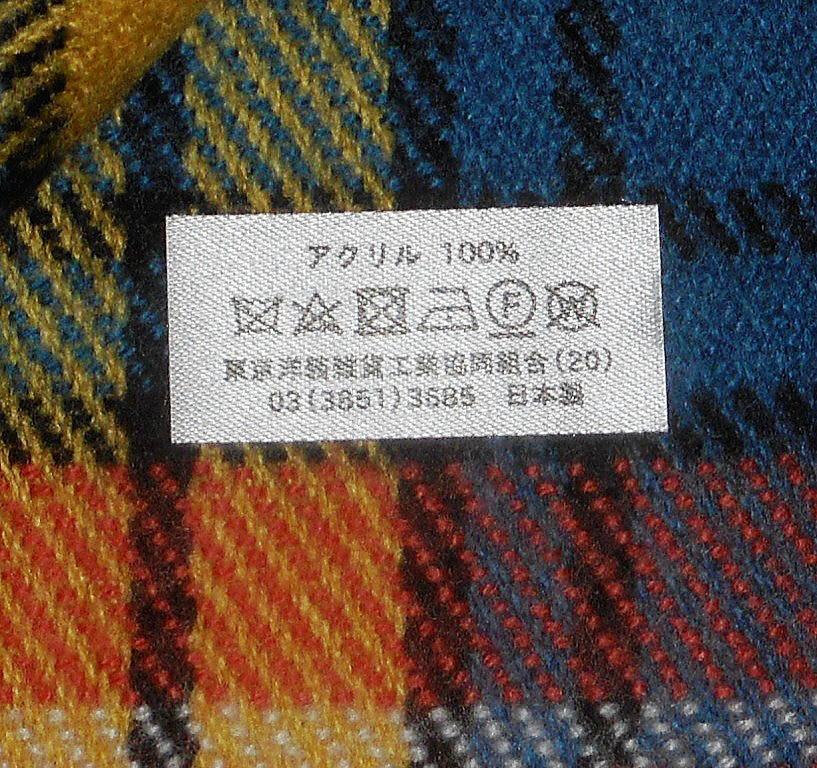 アクリル 100%
F W
東京洋装雑貨工業協同組合(20)
03(3851)3585 日本製